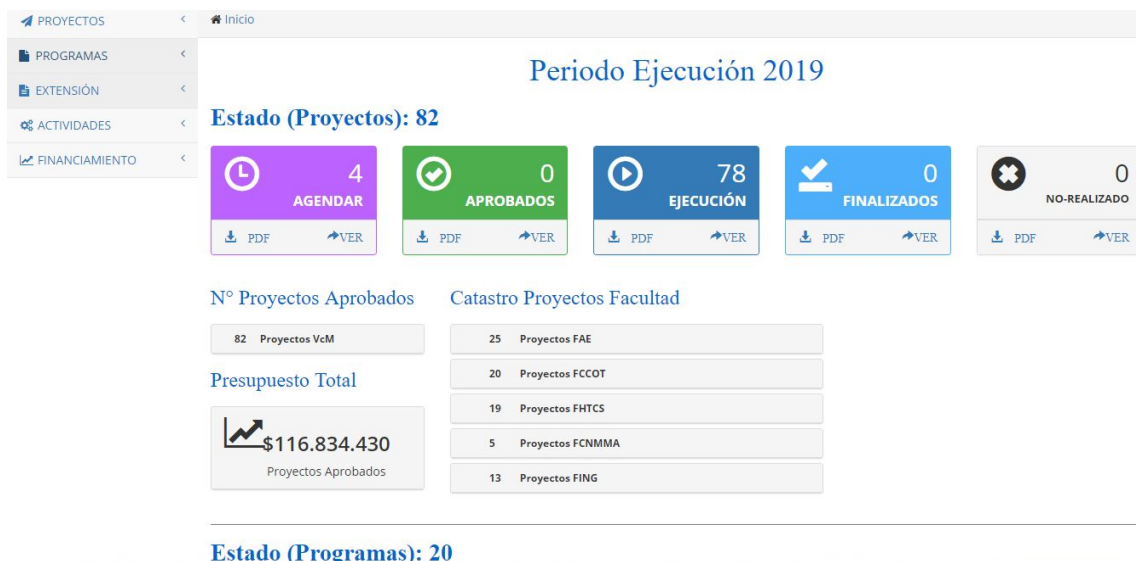 PROYECTOS
PROGRAMAS
EXTENSIÓN
ACTIVIDADES
FINANCIAMIENTO
Inicio
Periodo Ejecución 2019
Estado (Proyectos): 82
4
AGENDAR
PDF VER
0
APROBADOS
PDF VER
78
EJECUCIÓN
PDF VER
0
FINALIZADOS
PDF VER
0
NO-REALIZADO
PDF VER
N° Proyectos Aprobados
82 Proyectos VcM
Presupuesto Total
$116.834.430
Proyectos Aprobados
Catastro Proyectos Facultad
25 Proyectos FAE
20 Proyectos FCCOT
19 Proyectos FHTCS
5 Proyectos FCNMMA
13 Proyectos FING
Estado (Programas): 20